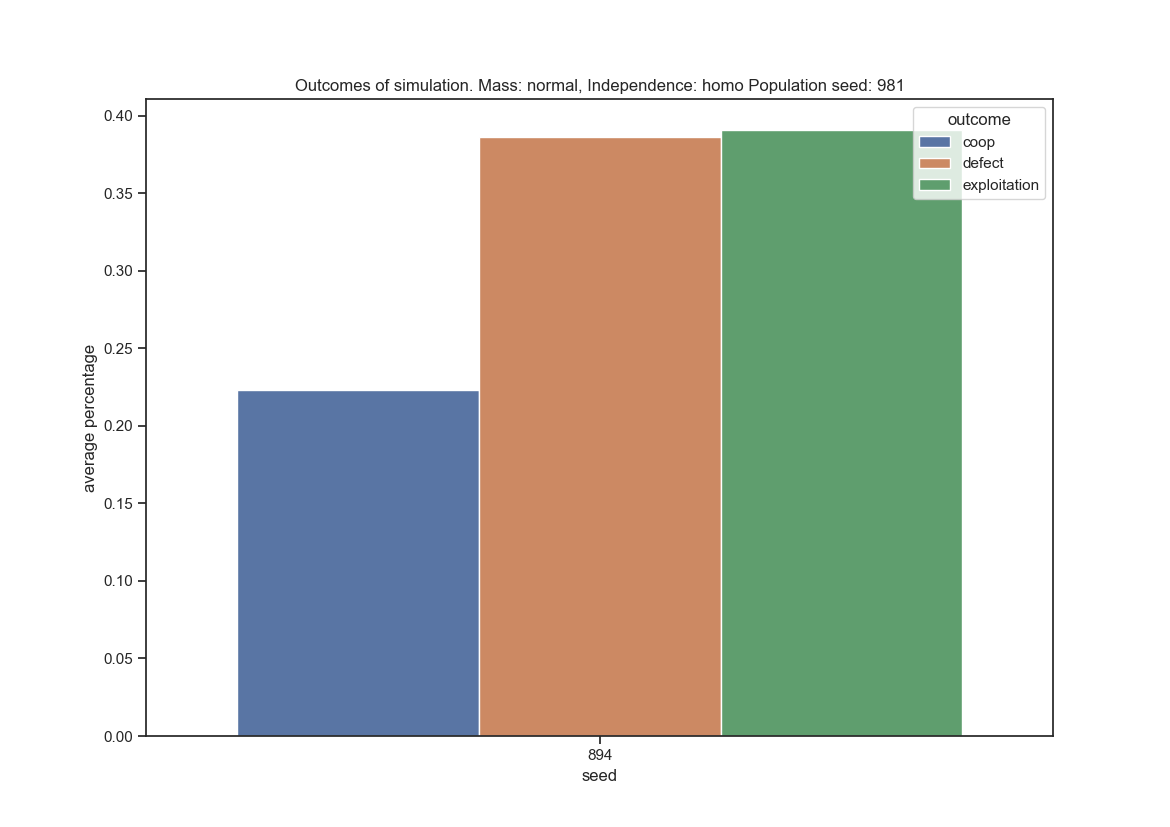 Outcomes of simulation. Mass: normal, Independence: homo Population seed: 981
outcome
coop
defect
exploitation
0.40
0.35
0.30
0.25
0.20
0.15
0.10
0.05
0.00
average percentage
894
seed